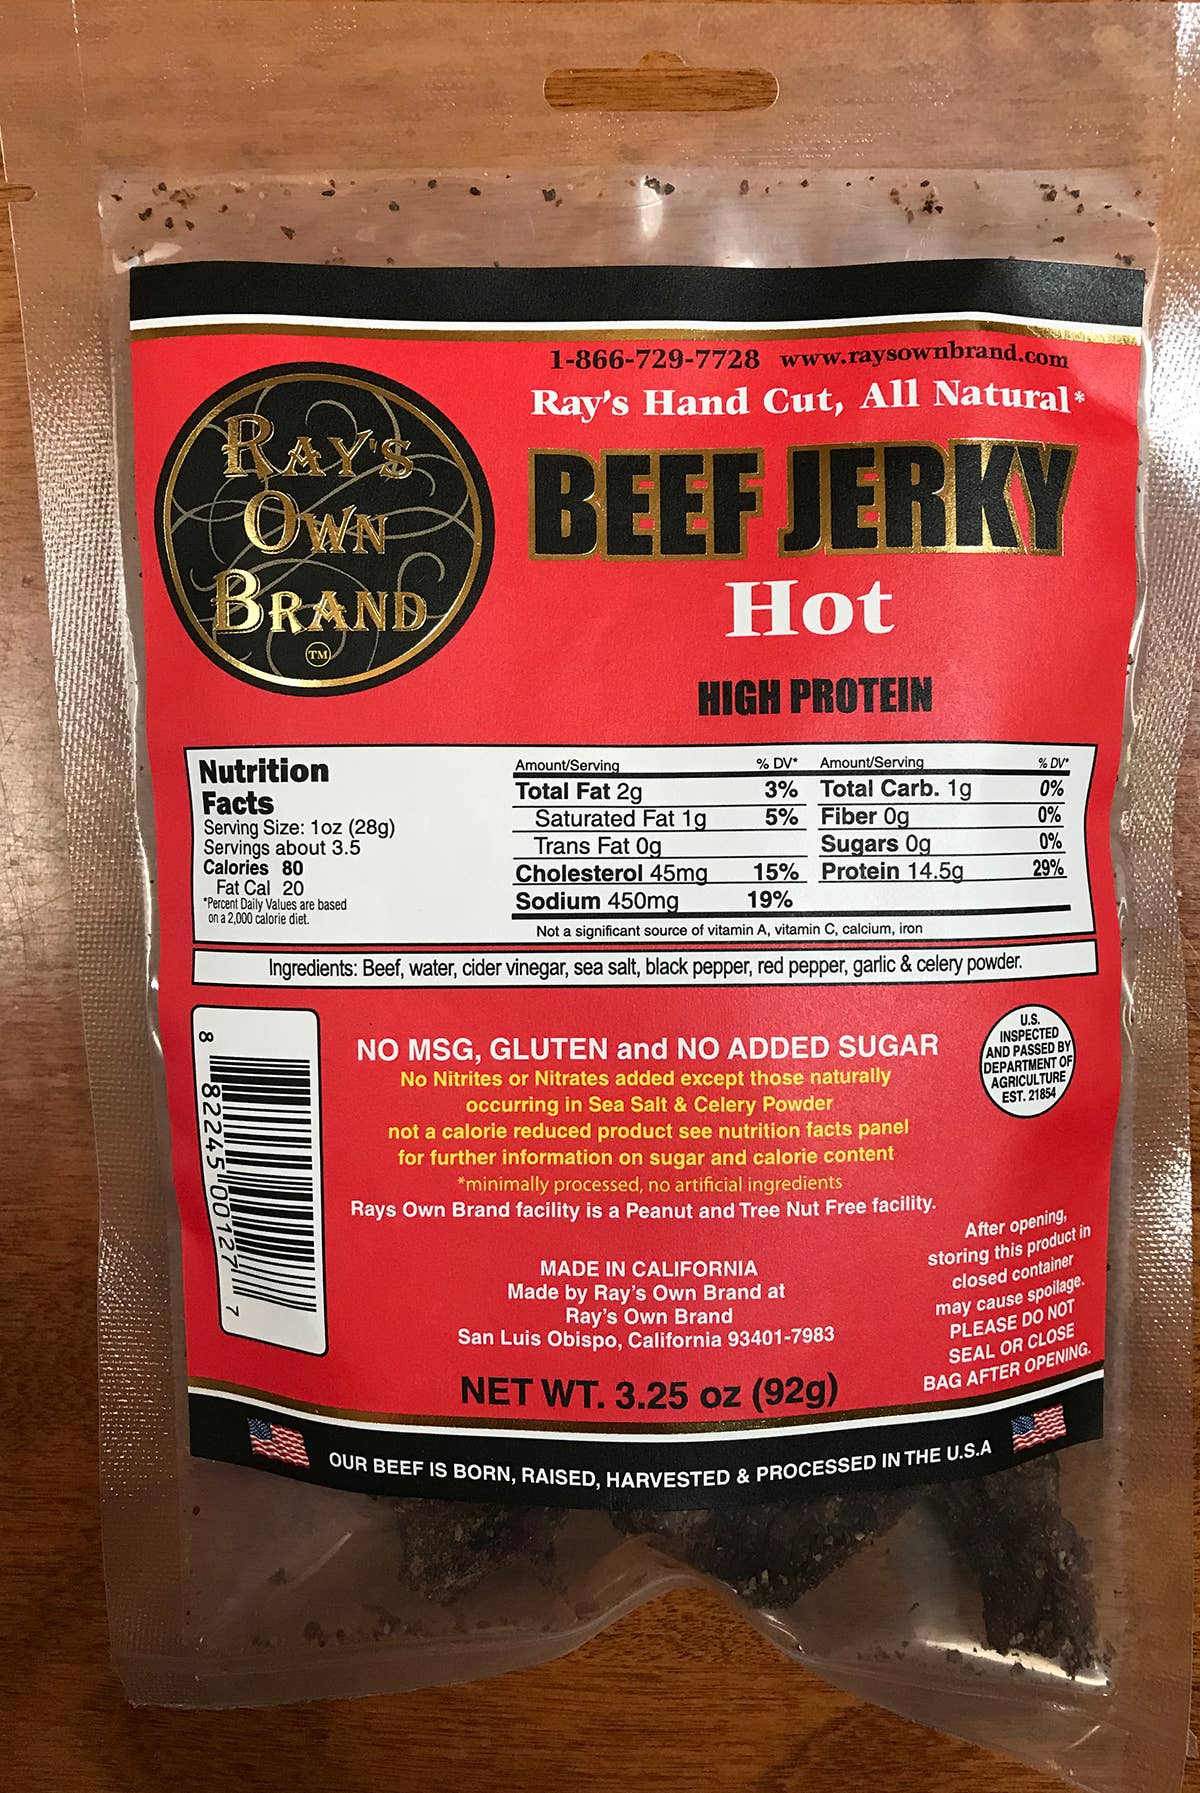 1-866-729-7728 www.raysownbrand.com
Ray's Hand Cut, All Natural*
RAY'S
OWN
BRAND
TM
BEEF JERKY
Hot
HIGH PROTEIN
Nutrition
Facts
Serving Size: 1oz (28g)
Servings about 3.5
Calories 80
Fat Cal 20
*Percent Daily Values are based
on a 2,000 calorie diet.
Amount/Serving % DV*
Total Fat 2g 3%
Saturated Fat 1g 5%
Trans Fat 0g
Cholesterol 45mg 15%
Sodium 450mg 19%
Amount/Serving % DV*
Total Carb. 1g 0%
Fiber 0g 0%
Sugars 0g 0%
Protein 14.5g 29%
Not a significant source of vitamin A, vitamin C, calcium, iron
Ingredients: Beef, water, cider vinegar, sea salt, black pepper, red pepper, garlic & celery powder.
8 82245 00127 7
NO MSG, GLUTEN and NO ADDED SUGAR
No Nitrites or Nitrates added except those naturally
occurring in Sea Salt & Celery Powder
not a calorie reduced product see nutrition facts panel
for further information on sugar and calorie content
*minimally processed, no artificial ingredients
Rays Own Brand facility is a Peanut and Tree Nut Free facility.
U.S.
INSPECTED
AND PASSED BY
DEPARTMENT OF
AGRICULTURE
EST. 21854
MADE IN CALIFORNIA
Made by Ray's Own Brand at
Ray's Own Brand
San Luis Obispo, California 93401-7983
After opening,
storing this product in
closed container
may cause spoilage.
PLEASE DO NOT
SEAL OR CLOSE
BAG AFTER OPENING.
NET WT. 3.25 oz (92g)
OUR BEEF IS BORN, RAISED, HARVESTED & PROCESSED IN THE U.S.A